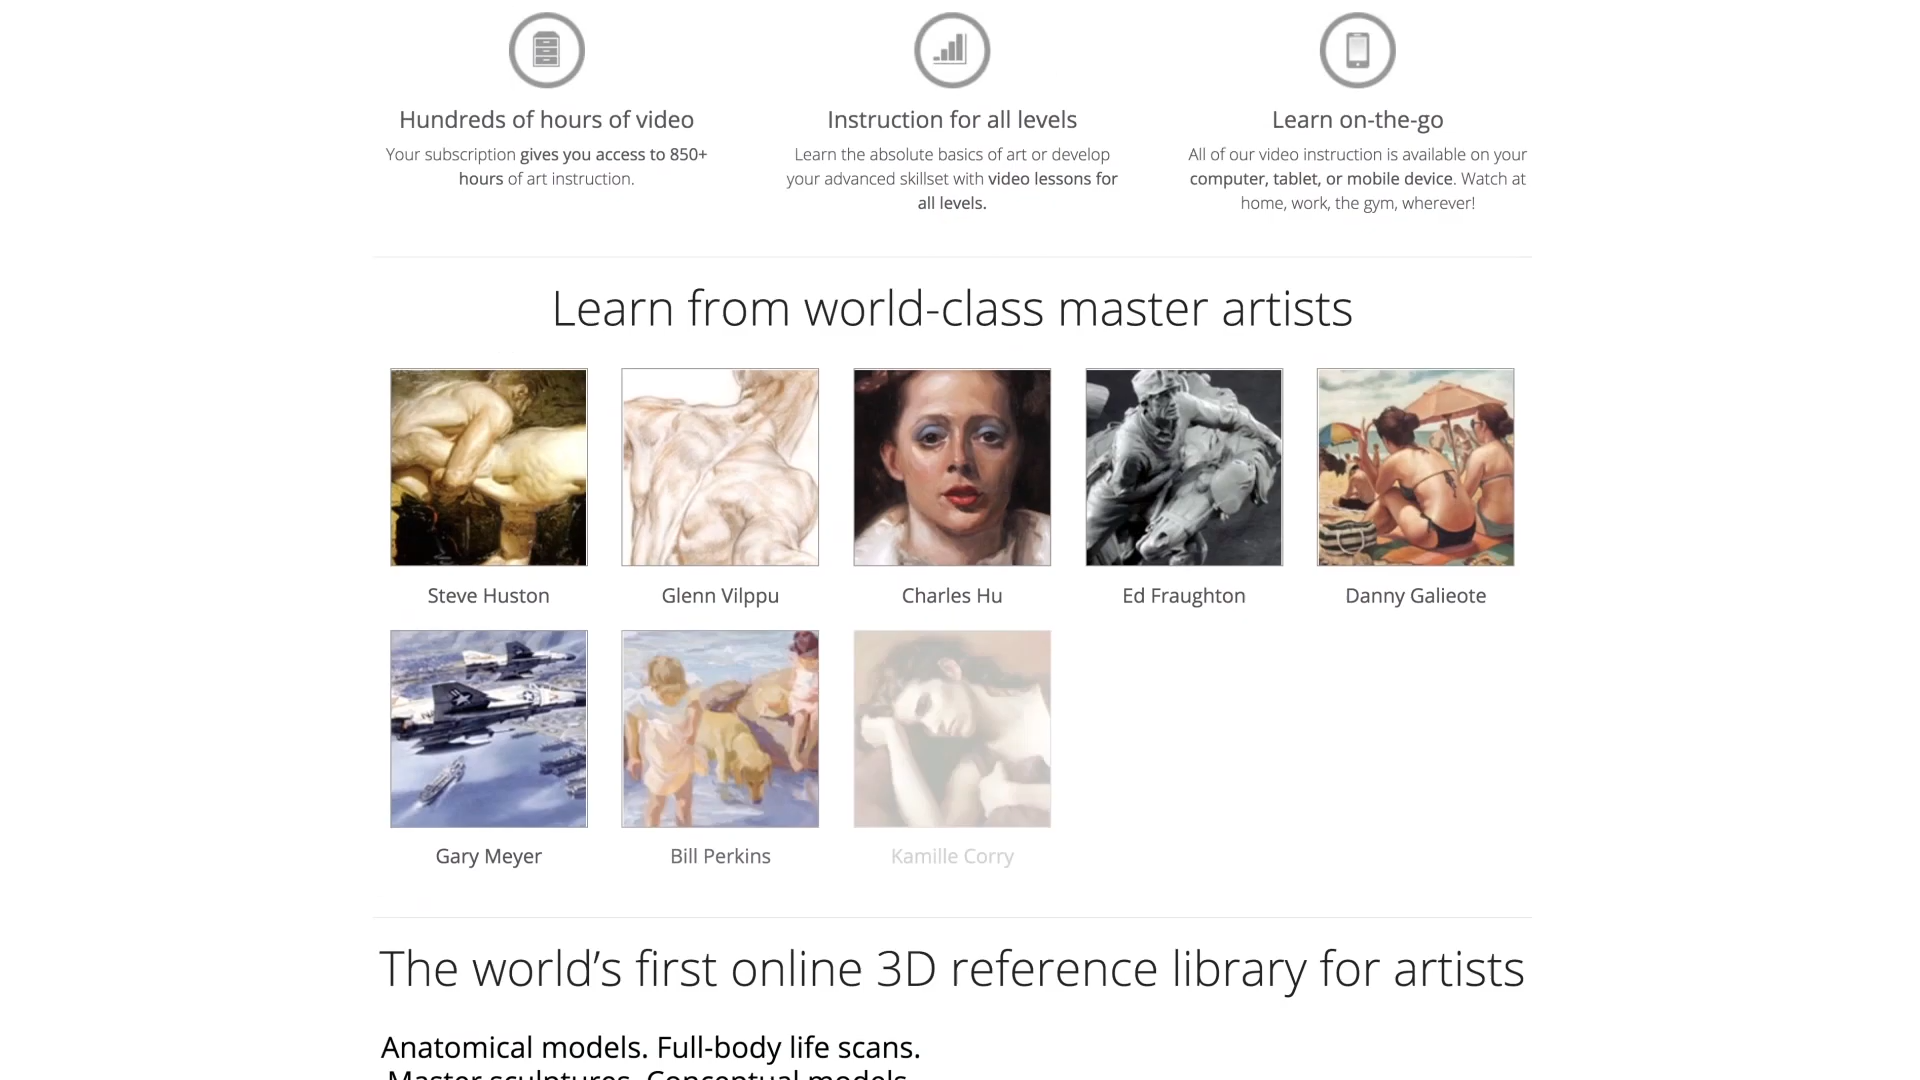 Hundreds of hours of video
Your subscription gives you access to 850+
hours of art instruction.
Instruction for all levels
Learn the absolute basics of art or develop
your advanced skillset with video lessons for
all levels.
Learn on-the-go
All of our video instruction is available on your
computer, tablet, or mobile device. Watch at
home, work, the gym, wherever!
Learn from world-class master artists
Steve Huston
Glenn Vilppu
Charles Hu
Ed Fraughton
Danny Galieote
Gary Meyer
Bill Perkins
Kamille Corry
The world’s first online 3D reference library for artists
Anatomical models. Full-body life scans.
Master sculptures. Conceptual models.